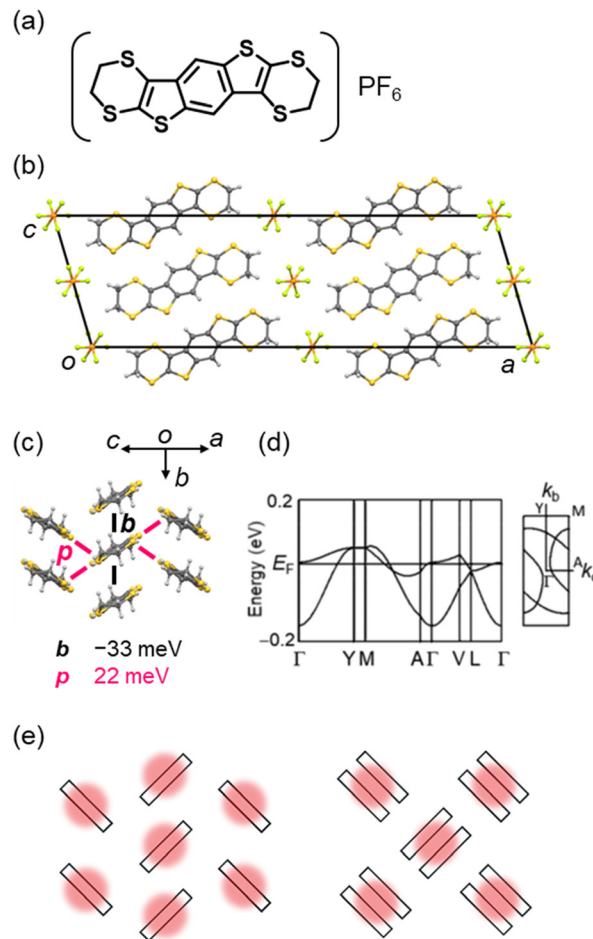 (a)
S
S
S
S
S
S
PF6
(b)
c
o
a
(c)
c
o
a
b
b
p
b −33 meV
p 22 meV
(d)
0.2
EF
−0.2
Energy (eV)
Γ
Y
M
A
Γ
V
L
Γ
kb
Y
M
Γ
A
kc
(e)